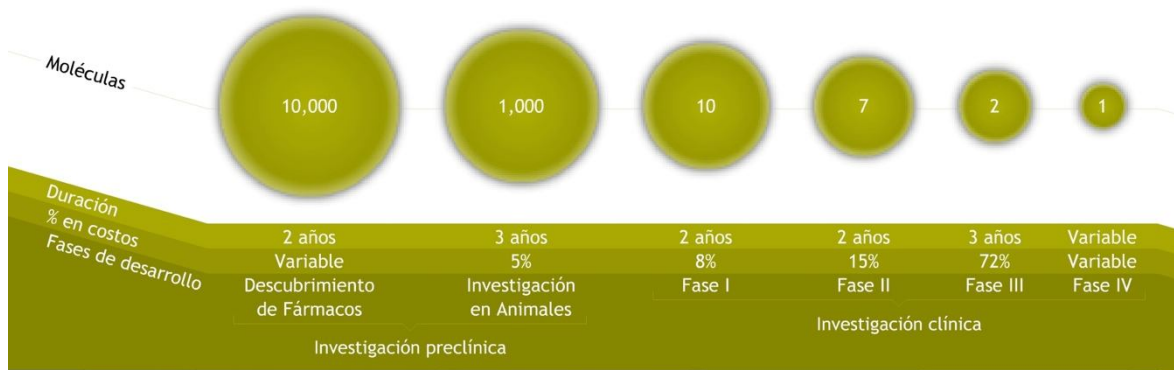 Moléculas
10,000 1,000 10 7 2 1
Duración
2 años 3 años 2 años 2 años 3 años Variable
% en costos
Variable 5% 8% 15% 72% Variable
Fases de desarrollo
Descubrimiento Investigación Fase I Fase II Fase III Fase IV
de Fármacos en Animales
Investigación preclínica Investigación clínica